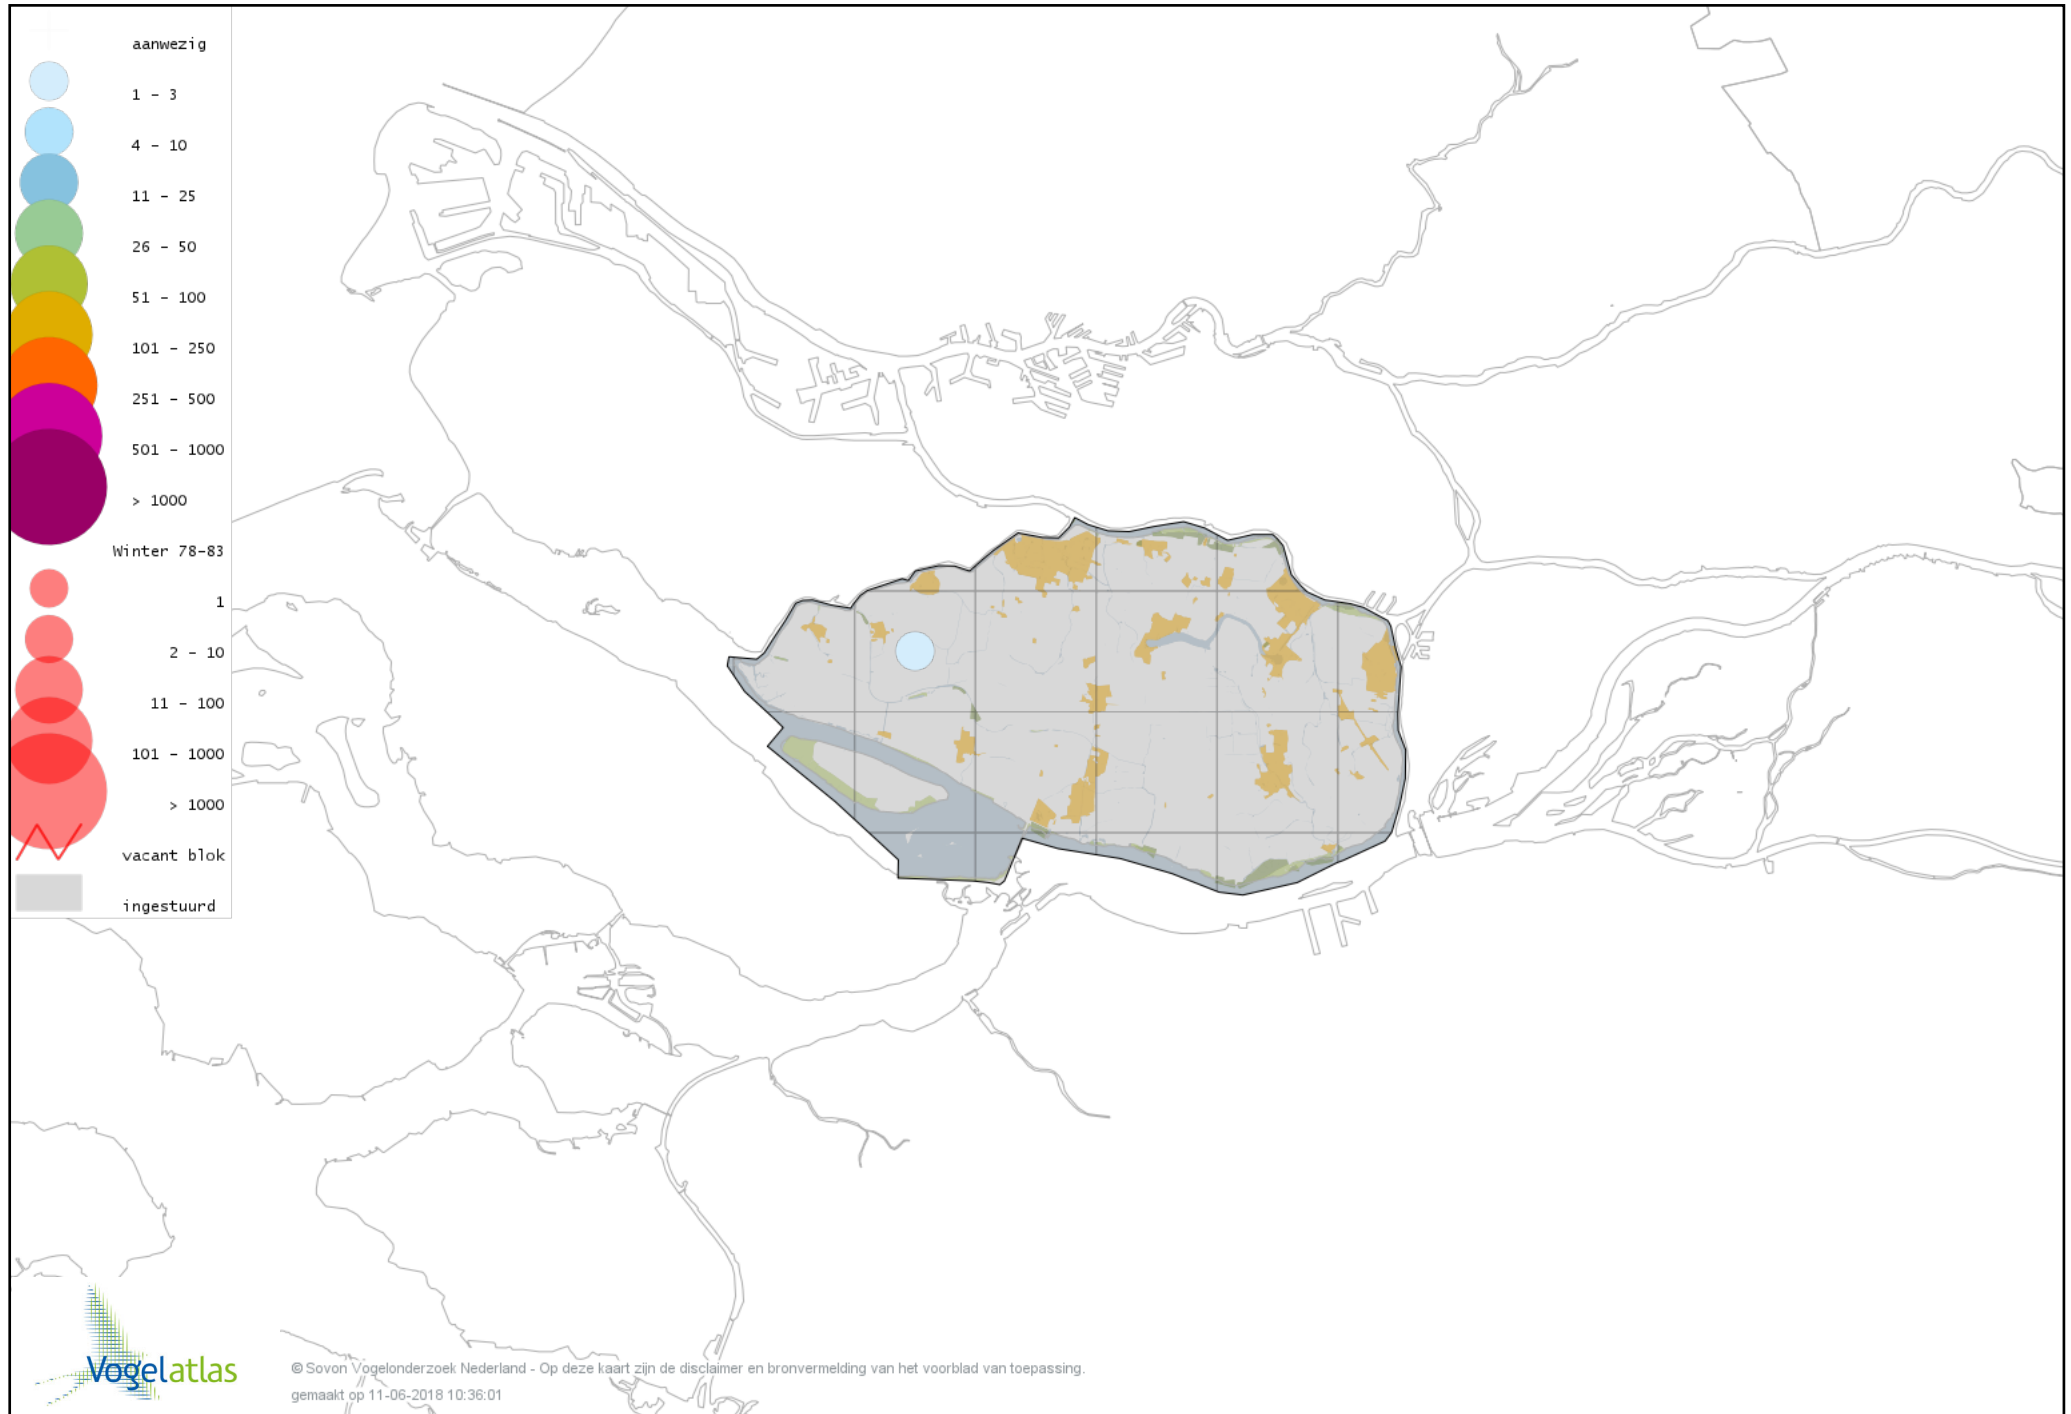 aanwezig
1 - 3
4 - 10
11 - 25
26 - 50
51 - 100
101 - 250
251 - 500
501 - 1000
> 1000
Winter 78-83
1
2 - 10
11 - 100
101 - 1000
> 1000
vacant blok
ingestuurd
Vogelatlas
© Sovon Vogelonderzoek Nederland - Op deze kaart zijn de disclaimer en bronvermelding van het voorblad van toepassing.
gemaakt op 11-06-2018 10:36:01